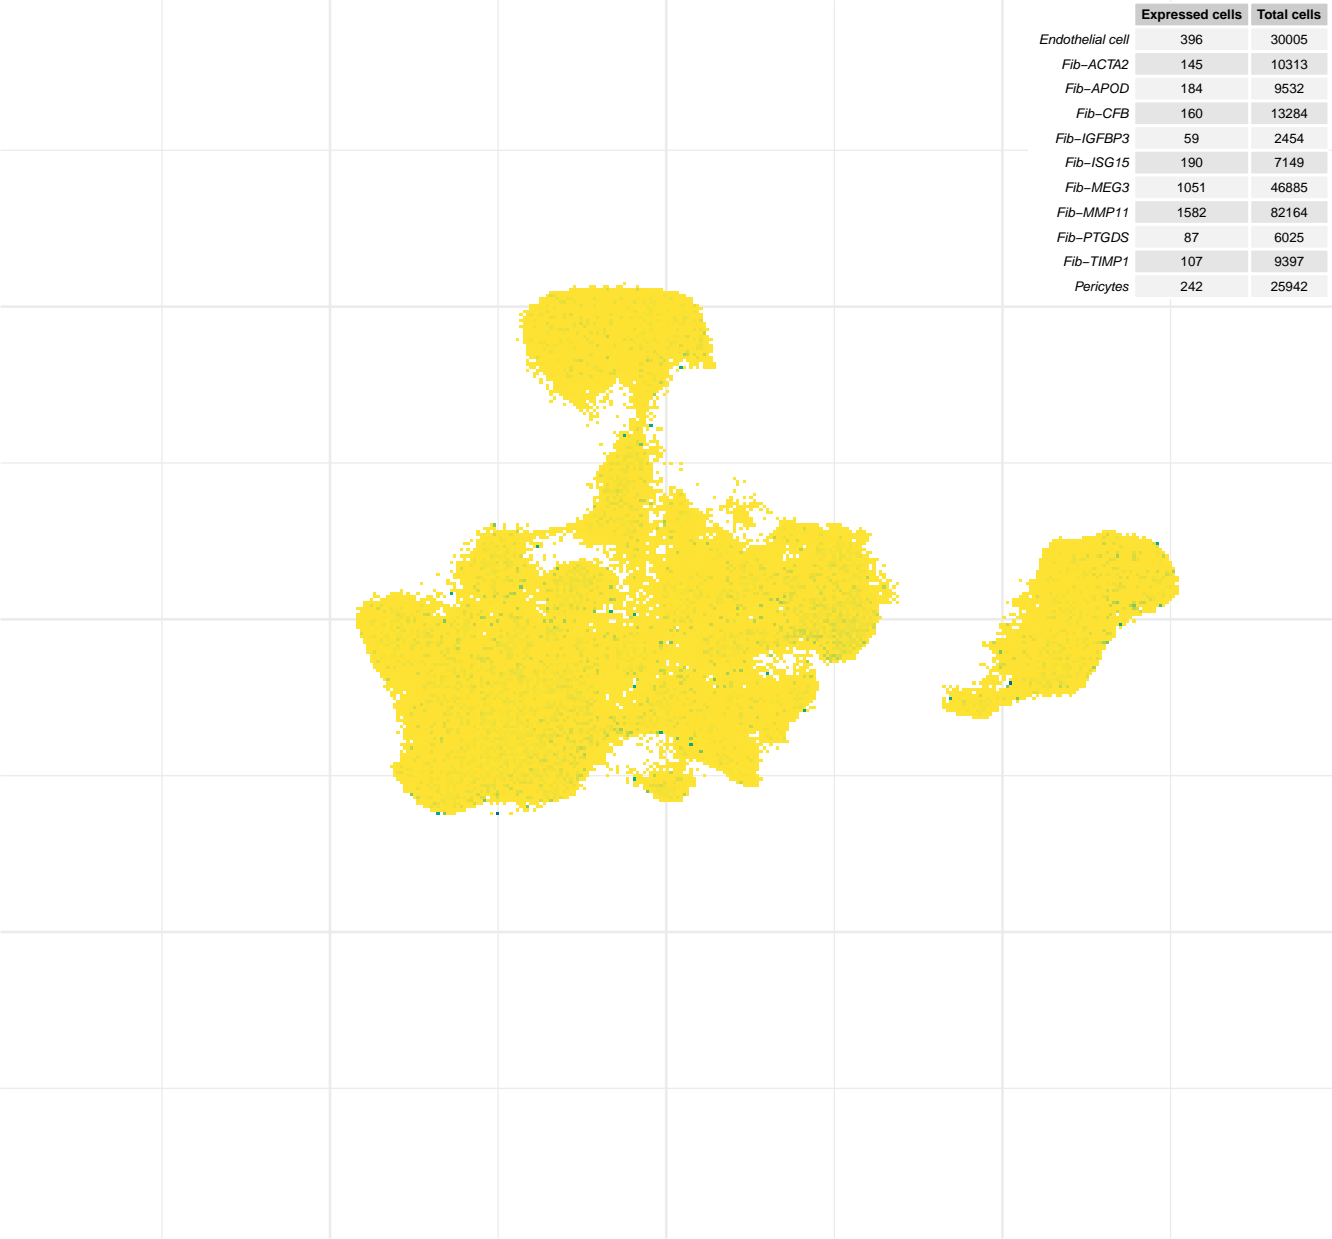 Expressed cells Total cells
Endothelial cell 396 30005
Fib−ACTA2 145 10313
Fib−APOD 184 9532
Fib−CFB 160 13284
Fib−IGFBP3 59 2454
Fib−ISG15 190 7149
Fib−MEG3 1051 46885
Fib−MMP11 1582 82164
Fib−PTGDS 87 6025
Fib−TIMP1 107 9397
Pericytes 242 25942